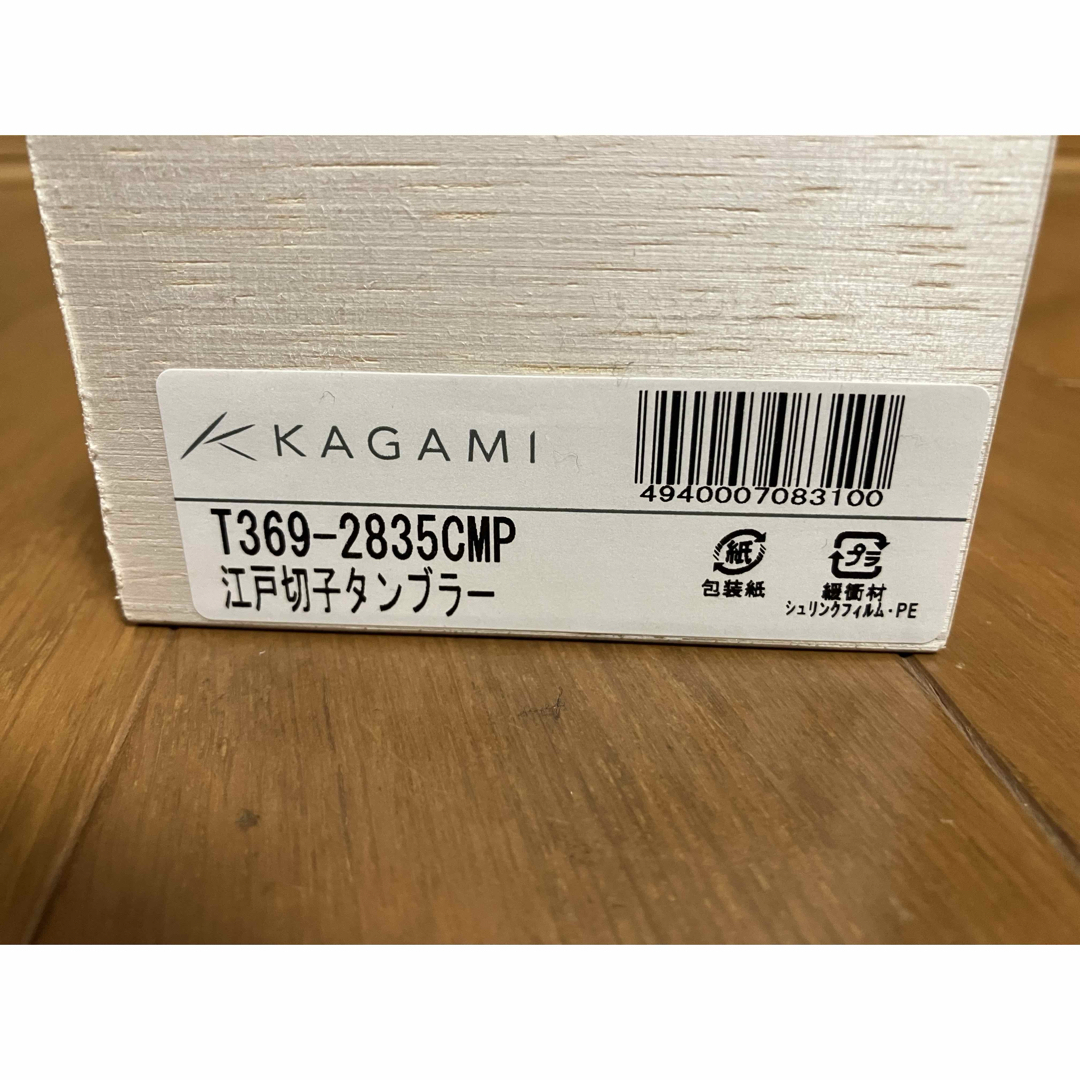 KAGAMI
4940007083100
T369-2835CMP
江戸切子タンブラー
紙
包装紙
プラ
緩衝材
シュリンクフィルム・PE